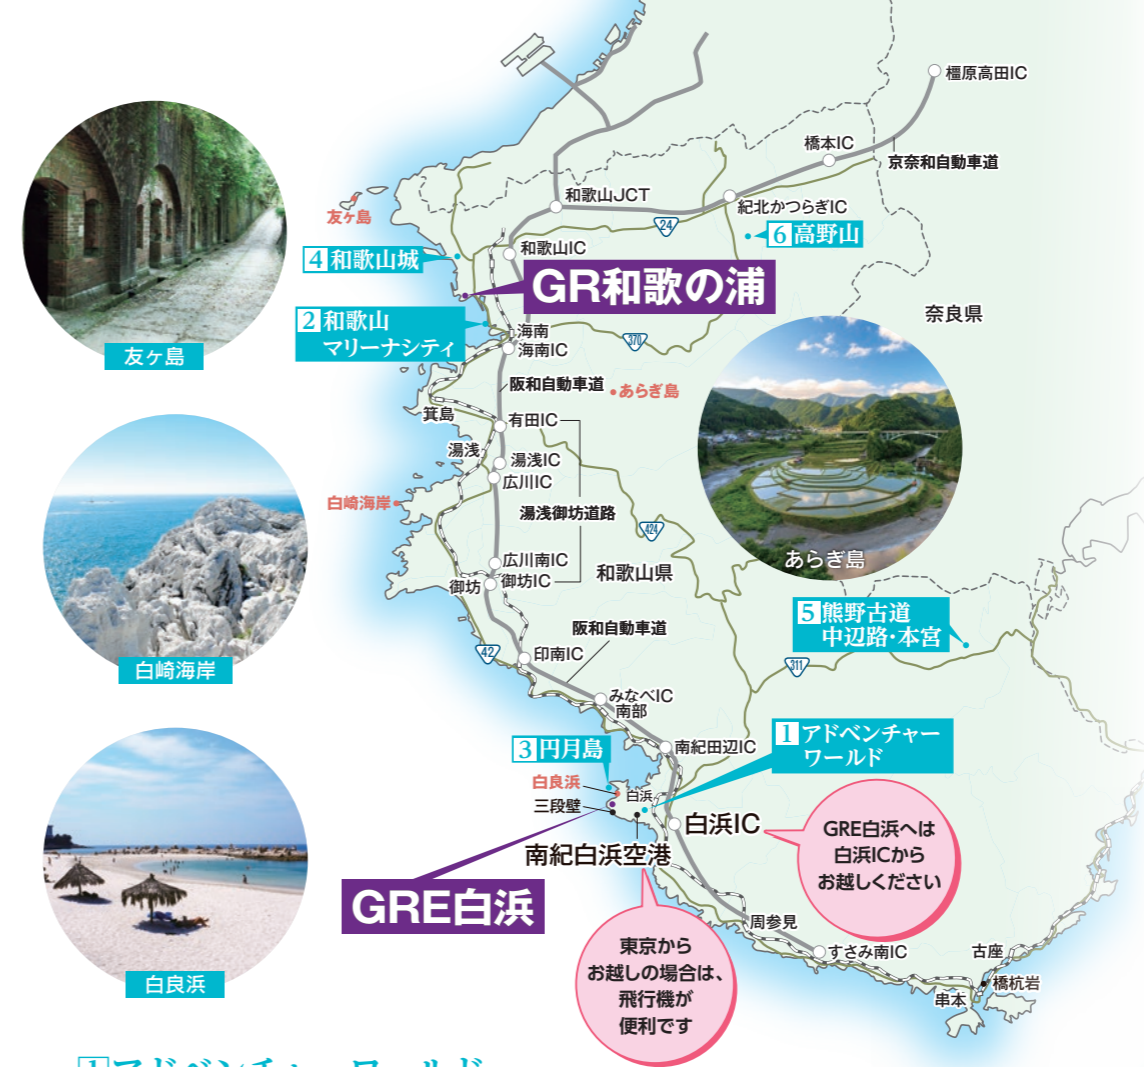 橿原高田IC
橋本IC
京奈和自動車道
和歌山JCT
紀北かつらぎIC
友ヶ島
24
6 高野山
4 和歌山城
和歌山IC
GR和歌の浦
2 和歌山
マリーナシティ
海南
海南IC
370
奈良県
友ヶ島
阪和自動車道
あらぎ島
箕島
有田IC
湯浅
湯浅IC
広川IC
白崎海岸
湯浅御坊道路
424
あらぎ島
広川南IC
御坊
御坊IC
和歌山県
5 熊野古道
中辺路・本宮
阪和自動車道
42
印南IC
311
白崎海岸
みなべIC
南部
3 円月島
南紀田辺IC
1 アドベンチャー
ワールド
白良浜
白浜
三段壁
白浜IC
GRE白浜へは
白浜ICから
お越しください
南紀白浜空港
GRE白浜
周参見
東京から
お越しの場合は、
飛行機が
便利です
すさみ南IC
古座
橋杭岩
串本
白良浜
1 アドベンチャーワールド